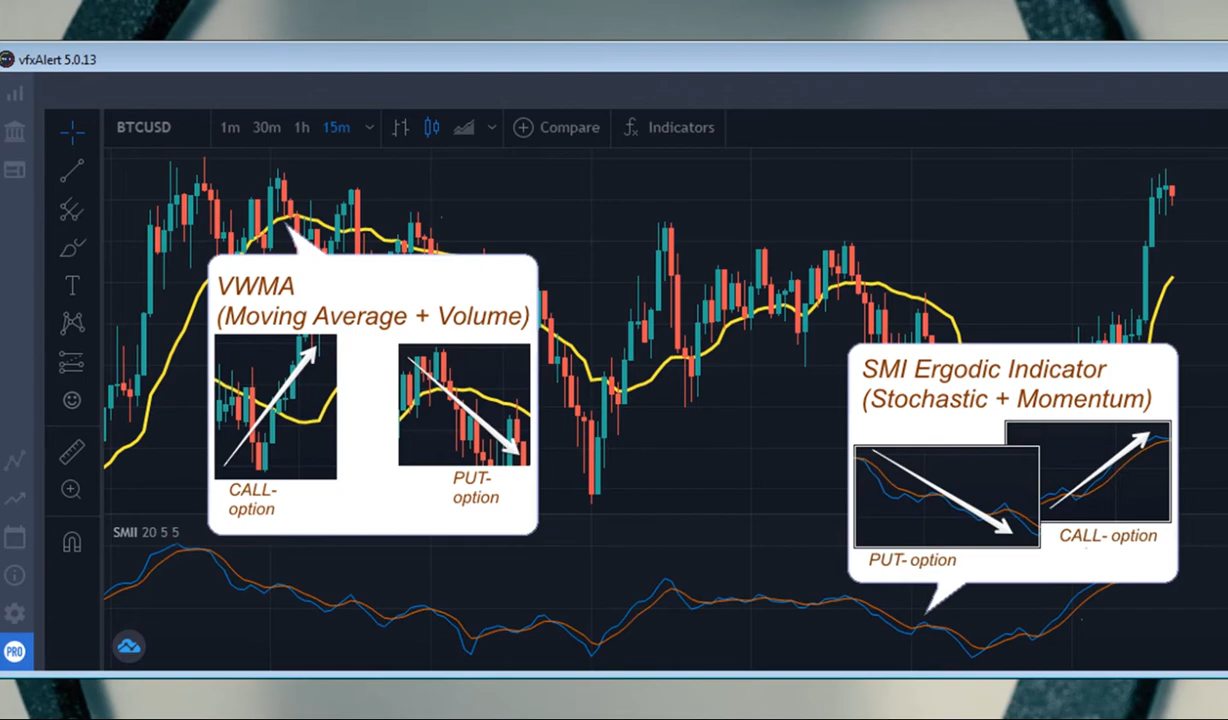 vfxAlert 5.0.13
BTCUSD 1m 30m 1h 15m Compare Indicators
VWMA
(Moving Average + Volume)
CALL-
option
PUT-
option
SMI Ergodic Indicator
(Stochastic + Momentum)
PUT- option
CALL- option
SMII 20 5 5
PRO